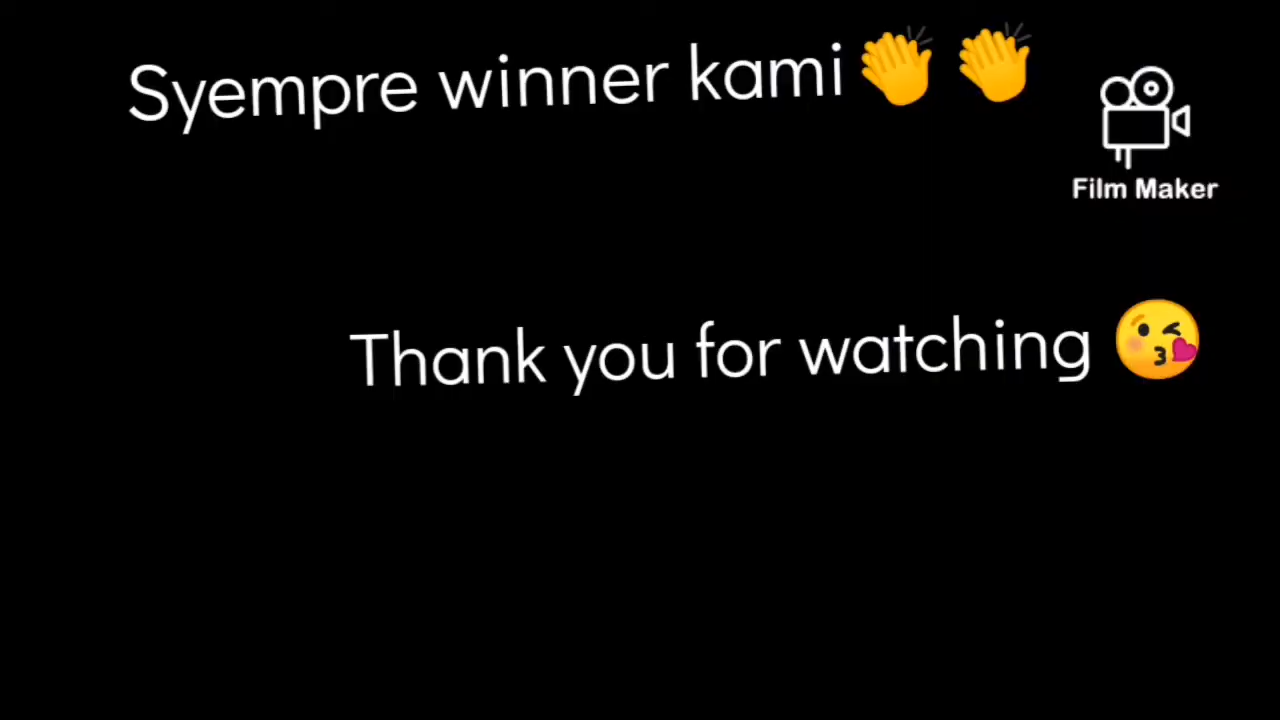 Syempre winner kami 👏 👏
Film Maker
Thank you for watching 😘